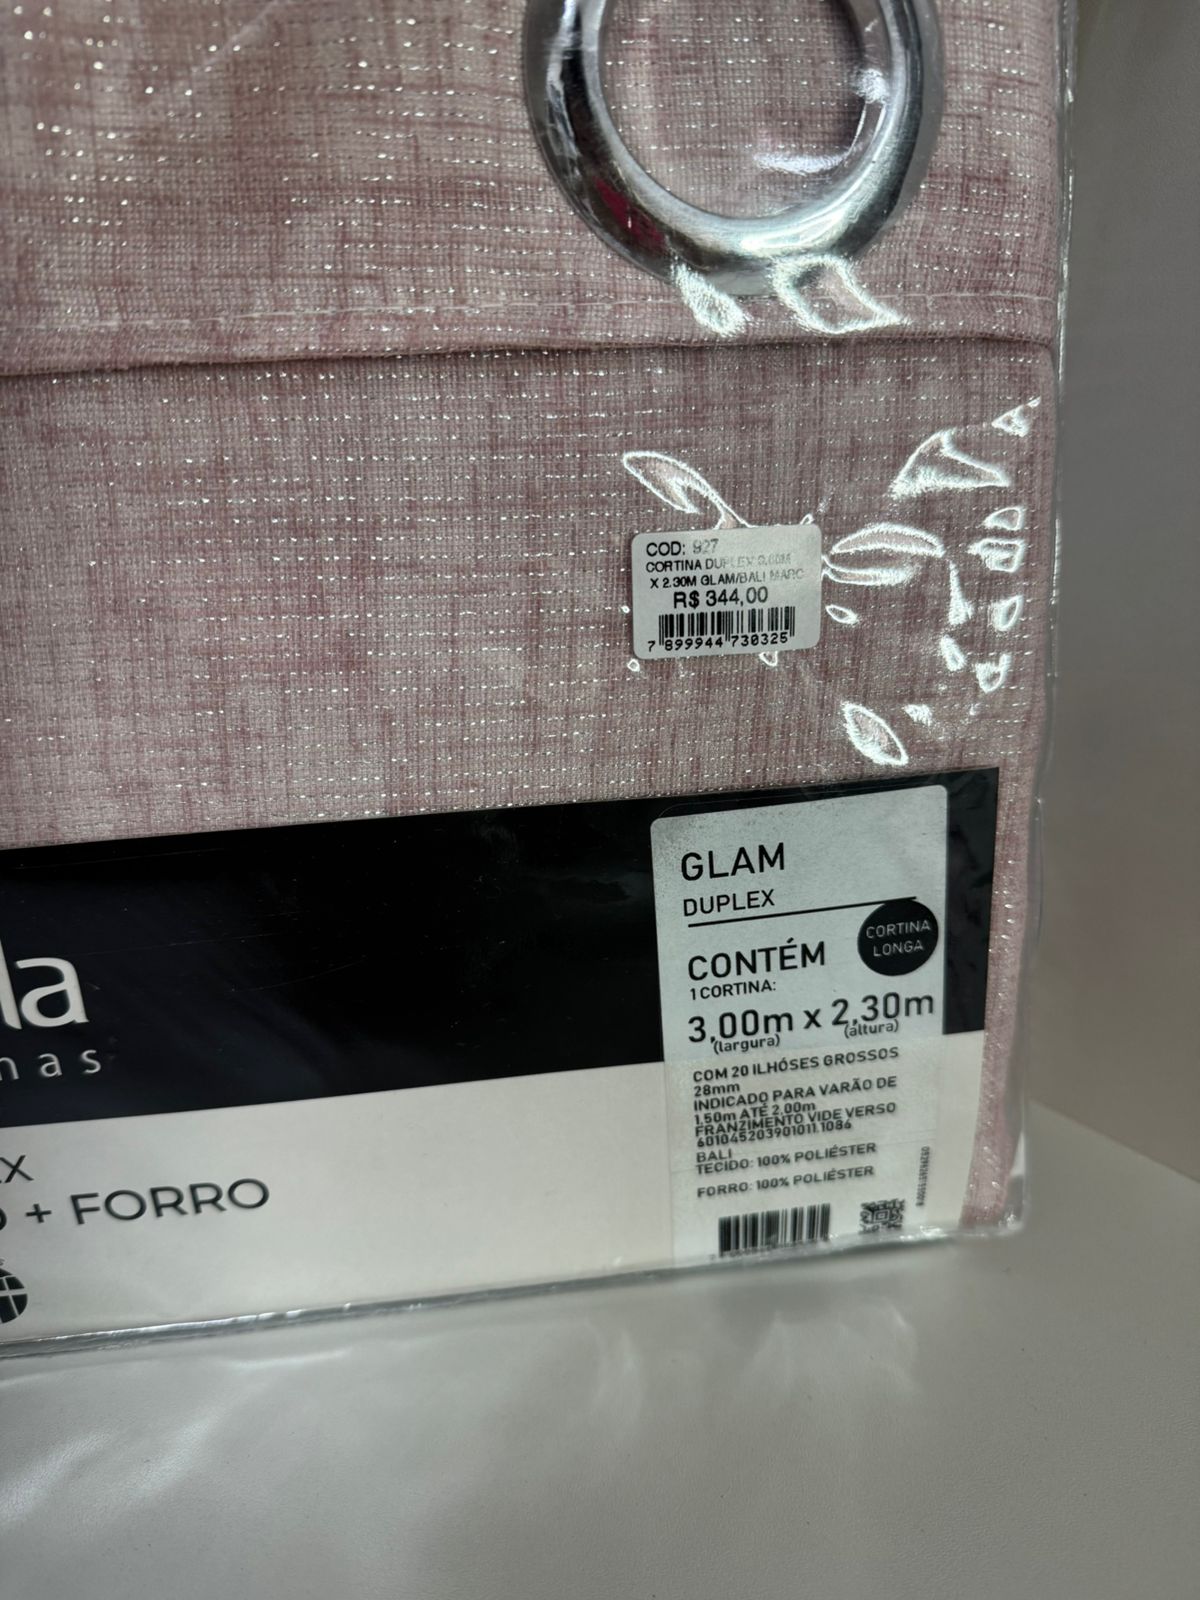 COD: 927
CORTINA DUPLEX 3.00M
X 2.30M GLAM/BALI MARC
R$ 344,00
7 899944 730325
GLAM
DUPLEX
CORTINA
LONGA
CONTÉM
1 CORTINA:
3,00m x 2,30m
(largura) (altura)
COM 20 ILHÓSES GROSSOS
28mm
INDICADO PARA VARÃO DE
1,50m ATÉ 2,00m
FRANZIMENTO VIDE VERSO
601045203901011.1086
BALI
TECIDO: 100% POLIÉSTER
FORRO: 100% POLIÉSTER
la
nas
EX
O + FORRO